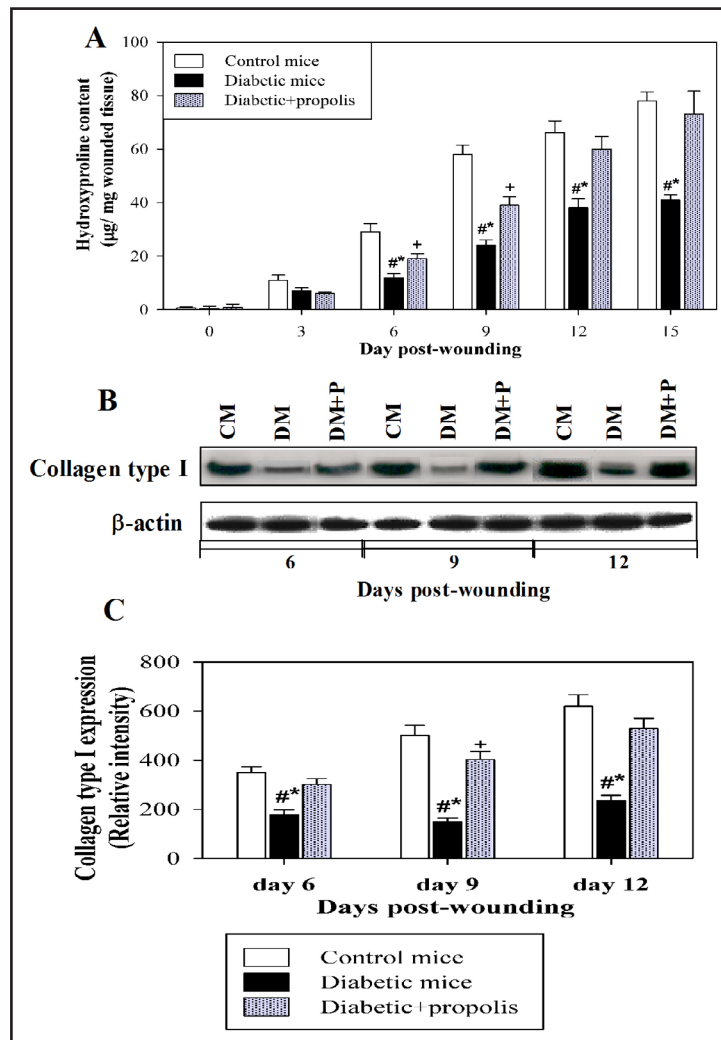 A
100
Control mice
Diabetic mice
Diabetic+propolis
80
60
40
20
0
Hydroxyproline content
(µg/ mg wounded tissue)
#*
+
#*
+
#*
#*
0 3 6 9 12 15
Day post-wounding
B
CM DM DM+P CM DM DM+P CM DM DM+P
Collagen type I
β-actin
6 9 12
Days post-wounding
C
800
600
400
200
0
Collagen type I expression
(Relative intensity)
#*
#*
+
#*
day 6 day 9 day 12
Days post-wounding
Control mice
Diabetic mice
Diabetic+propolis